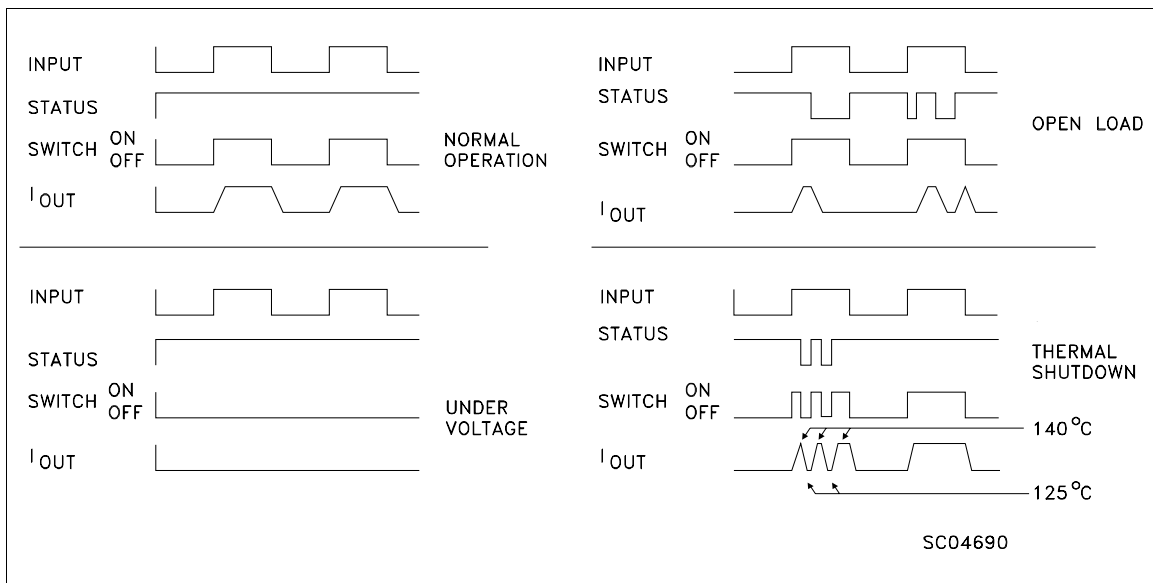 INPUT
STATUS
SWITCH ON
OFF
I OUT
NORMAL
OPERATION
INPUT
STATUS
SWITCH ON
OFF
I OUT
OPEN LOAD
INPUT
STATUS
SWITCH ON
OFF
I OUT
UNDER
VOLTAGE
INPUT
STATUS
SWITCH ON
OFF
I OUT
THERMAL
SHUTDOWN
140 °C
125 °C
SC04690